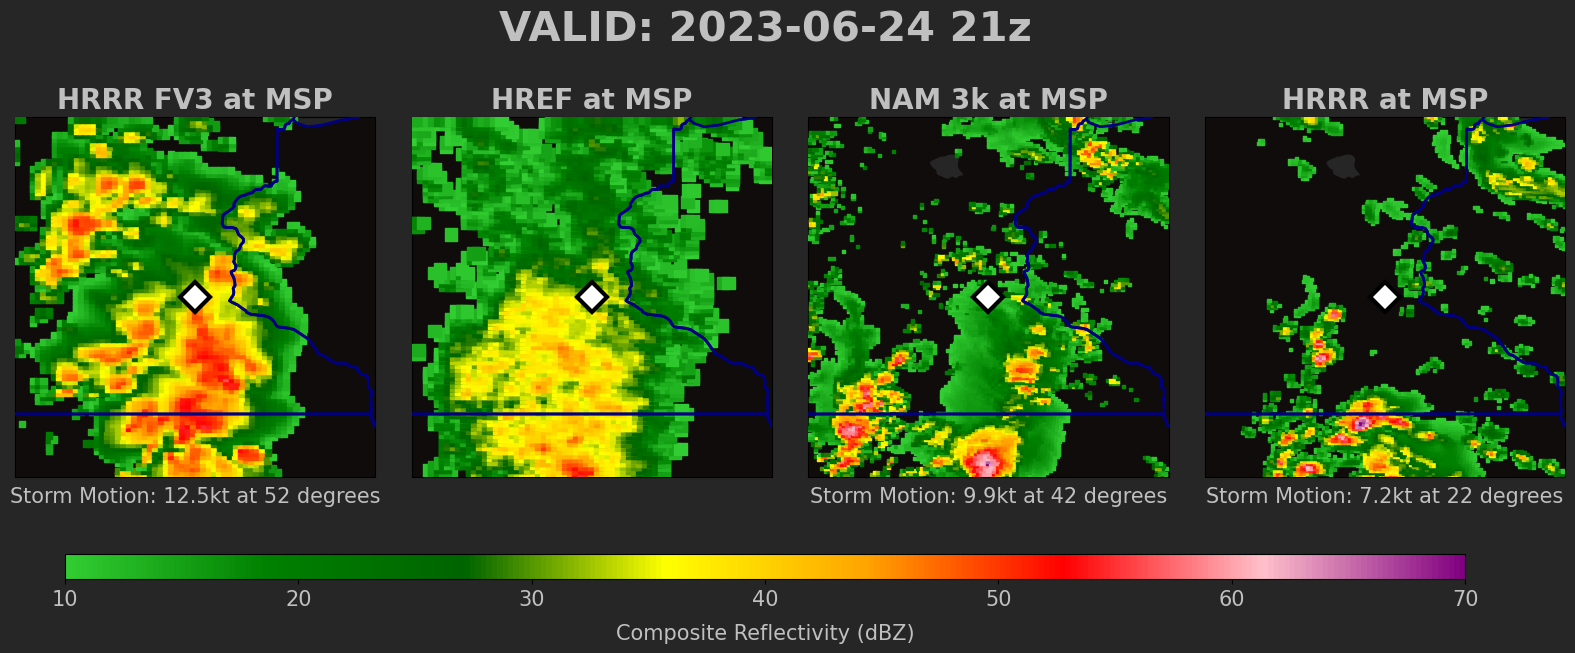 VALID: 2023-06-24 21z
HRRR FV3 at MSP
HREF at MSP
NAM 3k at MSP
HRRR at MSP
Storm Motion: 12.5kt at 52 degrees
Storm Motion: 9.9kt at 42 degrees
Storm Motion: 7.2kt at 22 degrees
10 20 30 40 50 60 70
Composite Reflectivity (dBZ)